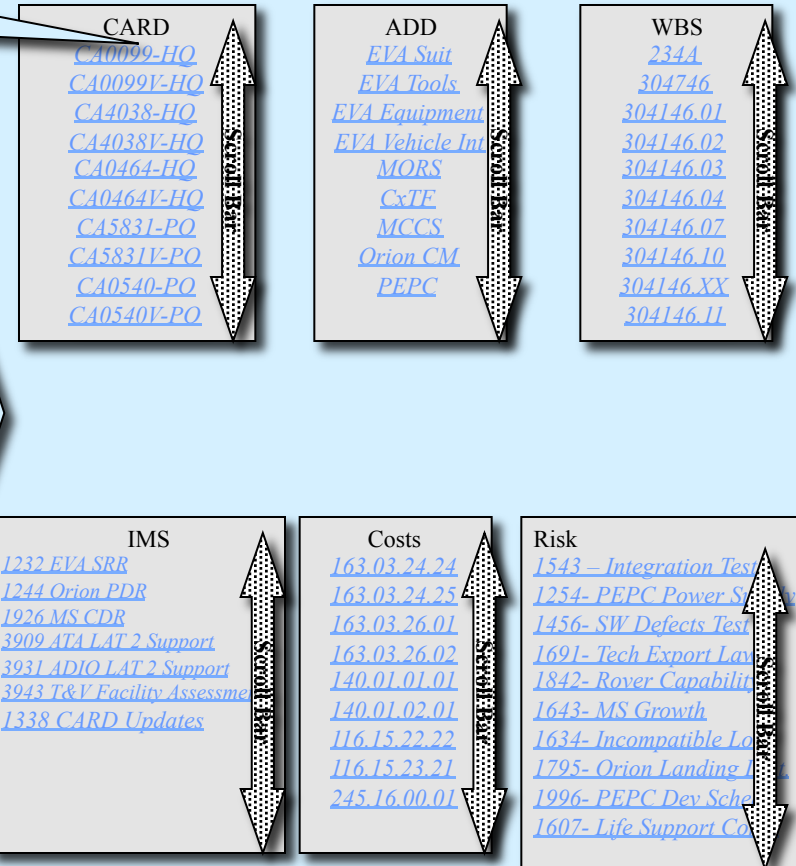 CARD
CA0099-HQ
CA0099V-HQ
CA4038-HQ
CA4038V-HQ
CA0464-HQ
CA0464V-HQ
CA5831-PO
CA5831V-PO
CA0540-PO
CA0540V-PO
Scroll Bar
ADD
EVA Suit
EVA Tools
EVA Equipment
EVA Vehicle Int
MORS
CxTF
MCCS
Orion CM
PEPC
Scroll Bar
WBS
234A
304746
304146.01
304146.02
304146.03
304146.04
304146.07
304146.10
304146.XX
304146.11
Scroll Bar
IMS
1232 EVA SRR
1244 Orion PDR
1926 MS CDR
3909 ATA LAT 2 Support
3931 ADIO LAT 2 Support
3943 T&V Facility
1338 CARD Updates
Scroll Bar
Costs
163.03.24.24
163.03.24.25
163.03.26.01
163.03.26.02
140.01.01.01
140.01.02.01
116.15.22.22
116.15.23.21
245.16.00.01
Scroll Bar
Risk
1543 – Integration Test
1254- PEPC Power
1456- SW Defects Test
1691- Tech Export Law
1842- Rover Capability
1643- MS Growth
1634- Incompatible
1795- Orion Landing
1996- PEPC Dev
1607- Life Support
Scroll Bar